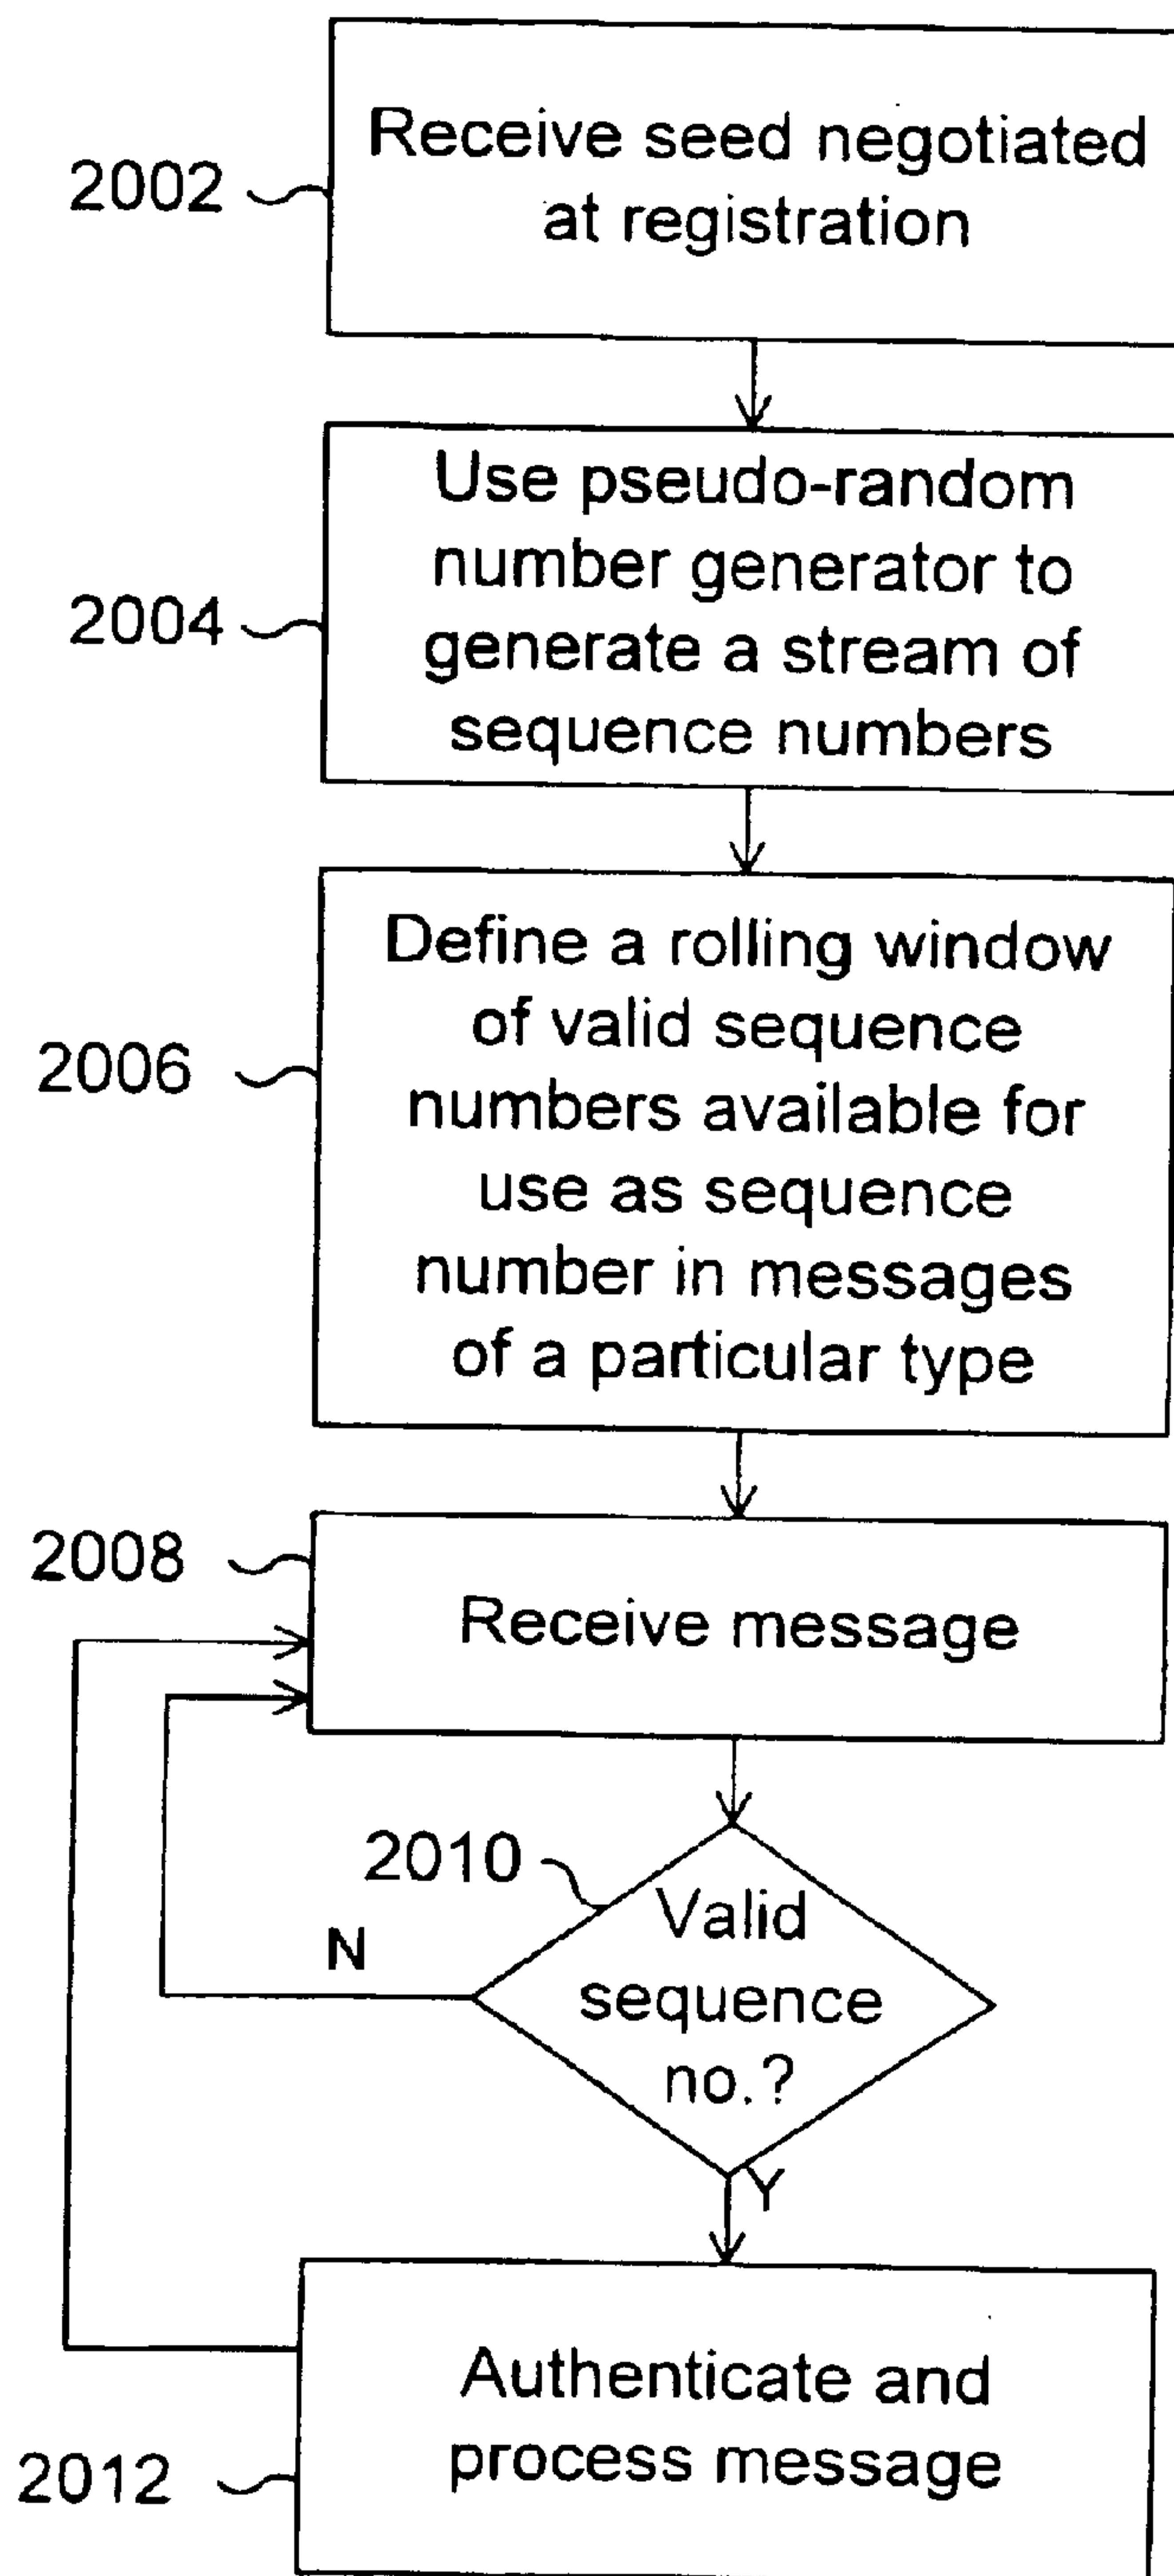 2002
Receive seed negotiated
at registration
2004
Use pseudo-random
number generator to
generate a stream of
sequence numbers
2006
Define a rolling window
of valid sequence
numbers available for
use as sequence
number in messages
of a particular type
2008
Receive message
2010
Valid
sequence
no.?
N
Y
2012
Authenticate and
process message